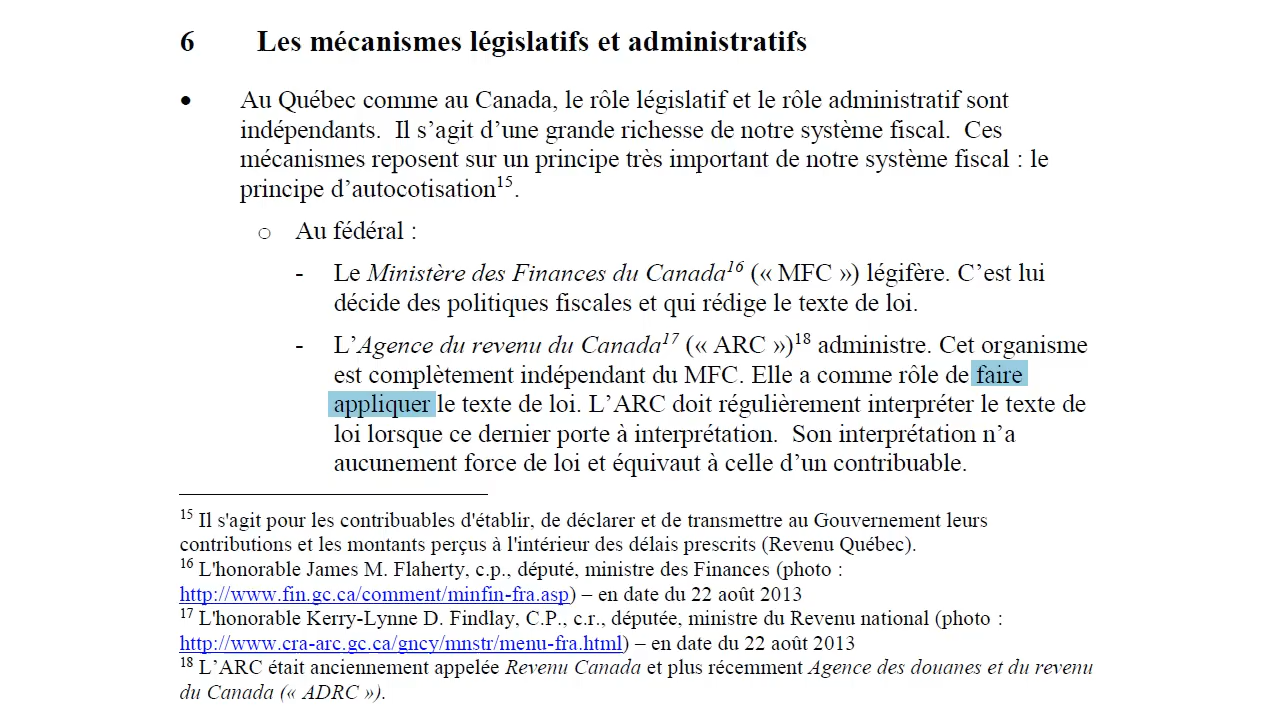 6 Les mécanismes législatifs et administratifs
• Au Québec comme au Canada, le rôle législatif et le rôle administratif sont
indépendants. Il s’agit d’une grande richesse de notre système fiscal. Ces
mécanismes reposent sur un principe très important de notre système fiscal : le
principe d’autocotisation15.
o Au fédéral :
- Le Ministère des Finances du Canada16 (« MFC ») légifère. C’est lui
décide des politiques fiscales et qui rédige le texte de loi.
- L’Agence du revenu du Canada17 (« ARC »)18 administre. Cet organisme
est complètement indépendant du MFC. Elle a comme rôle de faire
appliquer le texte de loi. L’ARC doit régulièrement interpréter le texte de
loi lorsque ce dernier porte à interprétation. Son interprétation n’a
aucunement force de loi et équivaut à celle d’un contribuable.
15 Il s'agit pour les contribuables d'établir, de déclarer et de transmettre au Gouvernement leurs
contributions et les montants perçus à l'intérieur des délais prescrits (Revenu Québec).
16 L'honorable James M. Flaherty, c.p., député, ministre des Finances (photo :
http://www.fin.gc.ca/comment/minfin-fra.asp) – en date du 22 août 2013
17 L'honorable Kerry-Lynne D. Findlay, C.P., c.r., députée, ministre du Revenu national (photo :
http://www.cra-arc.gc.ca/gncy/mnstr/menu-fra.html) – en date du 22 août 2013
18 L’ARC était anciennement appelée Revenu Canada et plus récemment Agence des douanes et du revenu
du Canada (« ADRC »).